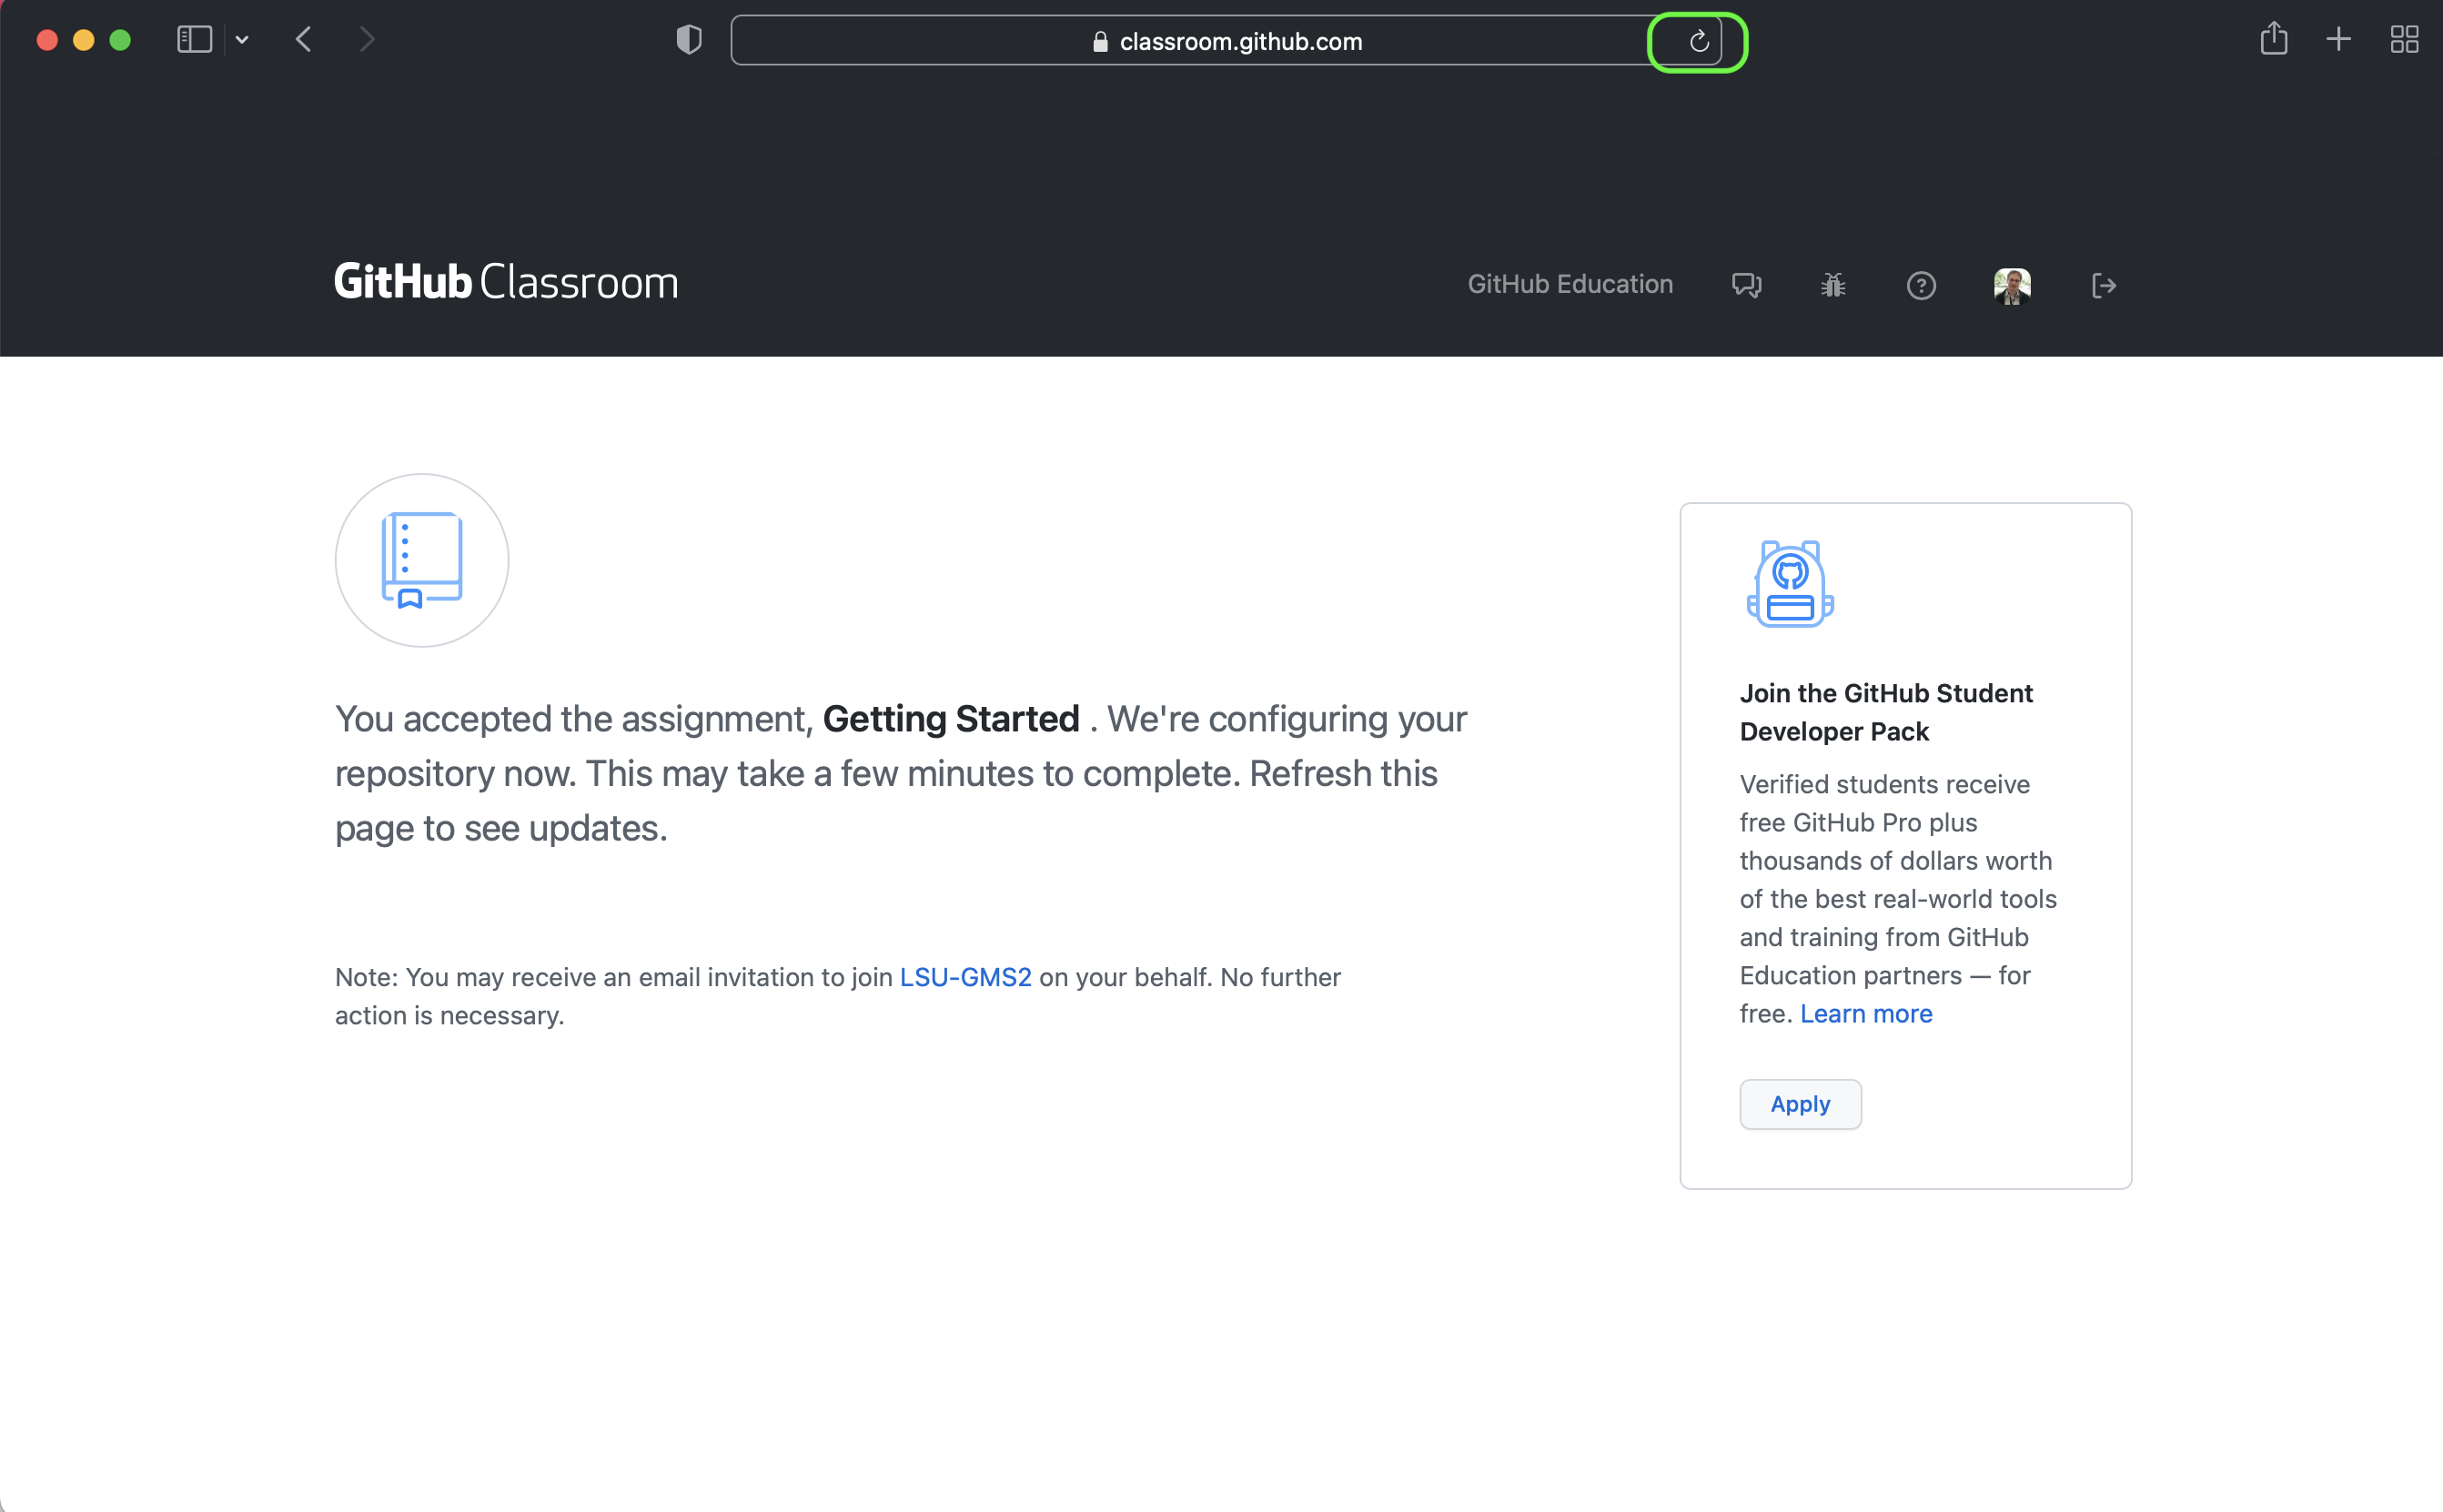 classroom.github.com
GitHub Classroom
GitHub Education
You accepted the assignment, Getting Started . We're configuring your
repository now. This may take a few minutes to complete. Refresh this
page to see updates.
Note: You may receive an email invitation to join LSU-GMS2 on your behalf. No further
action is necessary.
Join the GitHub Student
Developer Pack
Verified students receive
free GitHub Pro plus
thousands of dollars worth
of the best real-world tools
and training from GitHub
Education partners — for
free. Learn more
Apply